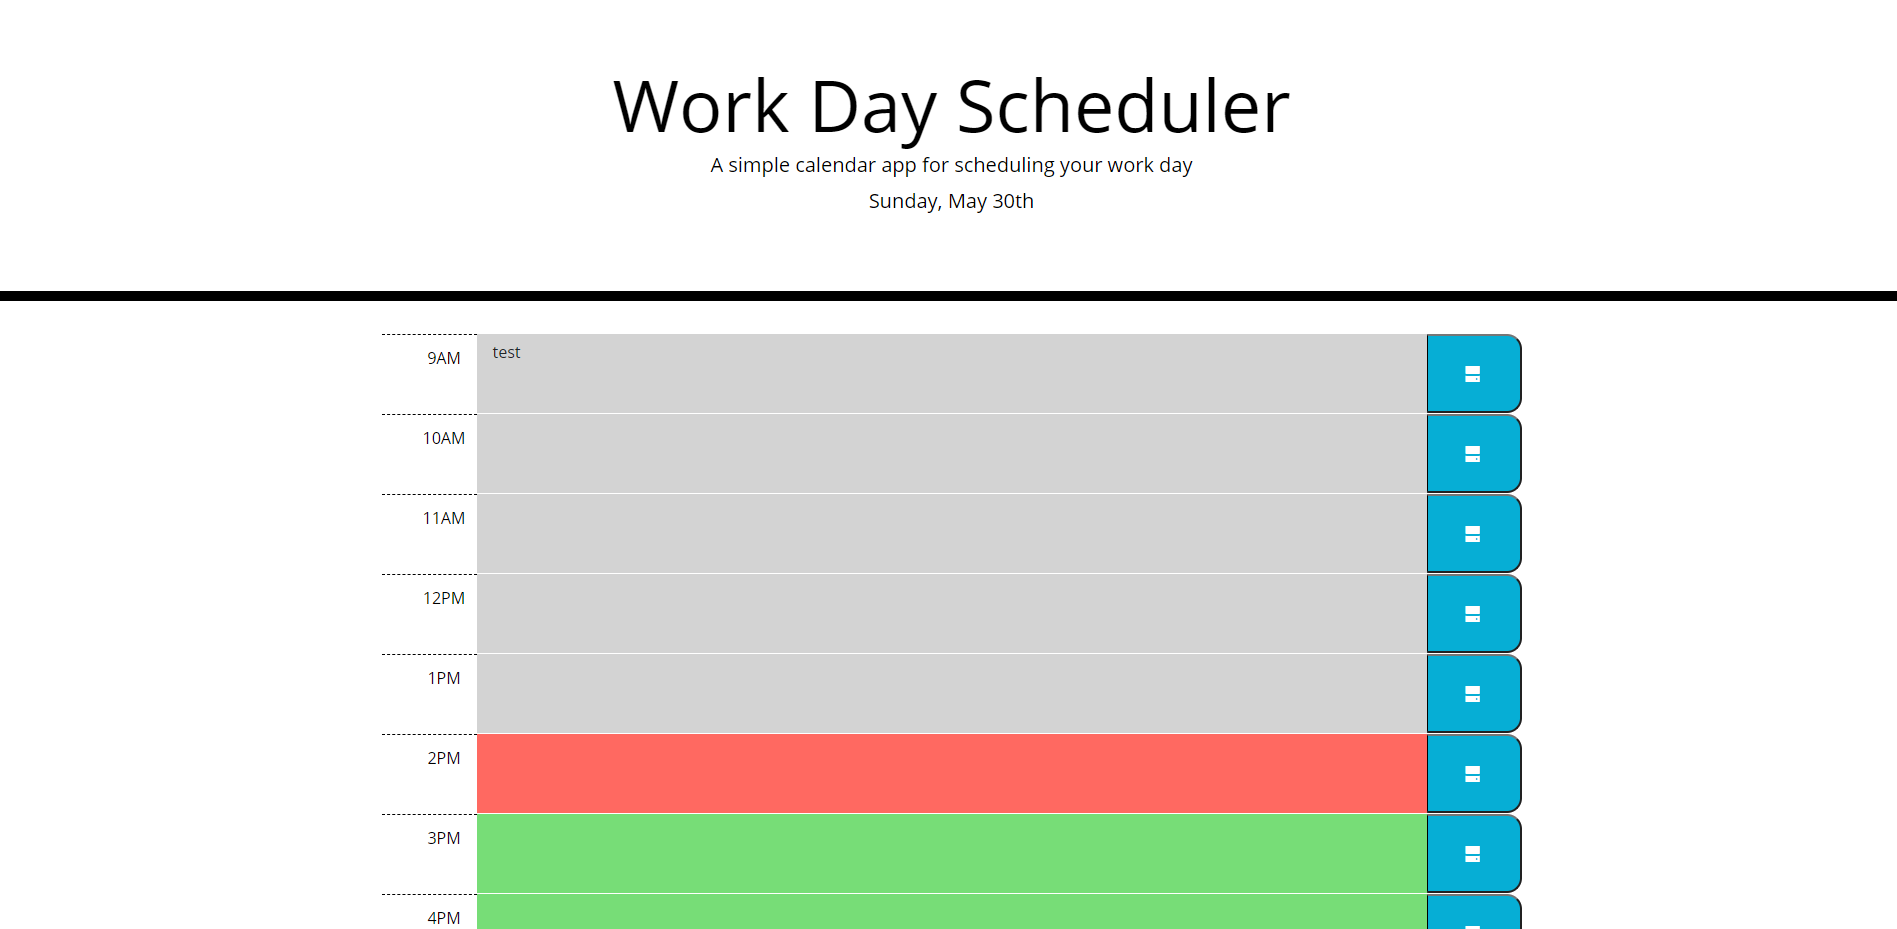 Work Day Scheduler
A simple calendar app for scheduling your work day
Sunday, May 30th
9AM
test
10AM
11AM
12PM
1PM
2PM
3PM
4PM